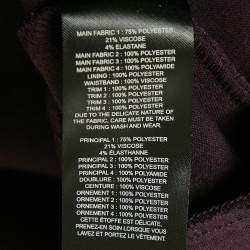 MAIN FABRIC 1 : 75% POLYESTER
21% VISCOSE
4% ELASTANE
MAIN FABRIC 2 : 100% POLYESTER
MAIN FABRIC 3 : 100% POLYESTER
MAIN FABRIC 4 : 100% POLYAMIDE
LINING : 100% POLYESTER
WAISTBAND : 100% POLYESTER
TRIM 1 : 100% POLYESTER
TRIM 2 : 100% POLYESTER
TRIM 3 : 100% POLYESTER
TRIM 4 : 100% POLYESTER
DUE TO THE DELICATE NATURE OF
THE FABRIC, CARE MUST BE TAKEN
DURING WASH AND WEAR.
PRINCIPAL 1 : 75% POLYESTER
21% VISCOSE
4% ÉLASTHANNE
PRINCIPAL 2 : 100% POLYESTER
PRINCIPAL 3 : 100% POLYESTER
PRINCIPAL 4 : 100% POLYAMIDE
DOUBLURE : 100% POLYESTER
CEINTURE : 100% POLYESTER
ORNEMENT 1 : 100% POLYESTER
ORNEMENT 2 : 100% POLYESTER
ORNEMENT 3 : 100% POLYESTER
ORNEMENT 4 : 100% POLYESTER
CETTE ÉTOFFE EST DÉLICATE
PRENDRE SOIN LORSQUE VOUS
LAVEZ ET PORTEZ LE VÊTEMENT.